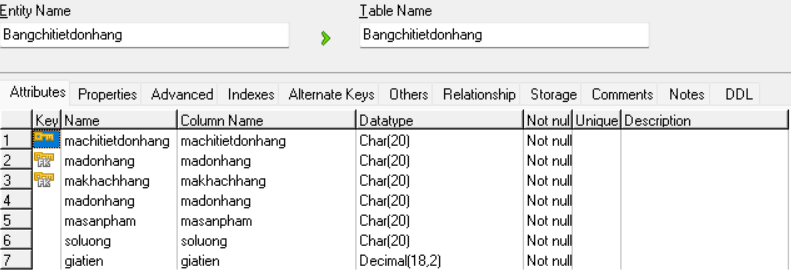 Entity Name Table Name
Bangchitietdonhang Bangchitietdonhang
Attributes Properties Advanced Indexes Alternate Keys Others Relationship Storage Comments Notes DDL
Key Name Column Name Datatype Not nul Unique Description
1 machitietdonhang machitietdonhang Char(20) Not null
2 FK madonhang madonhang Char(20) Not null
3 FK makhachhang makhachhang Char(20) Not null
4 madonhang madonhang Char(20) Not null
5 masanpham masanpham Char(20) Not null
6 soluong soluong Char(20) Not null
7 giatien giatien Decimal(18,2) Not null